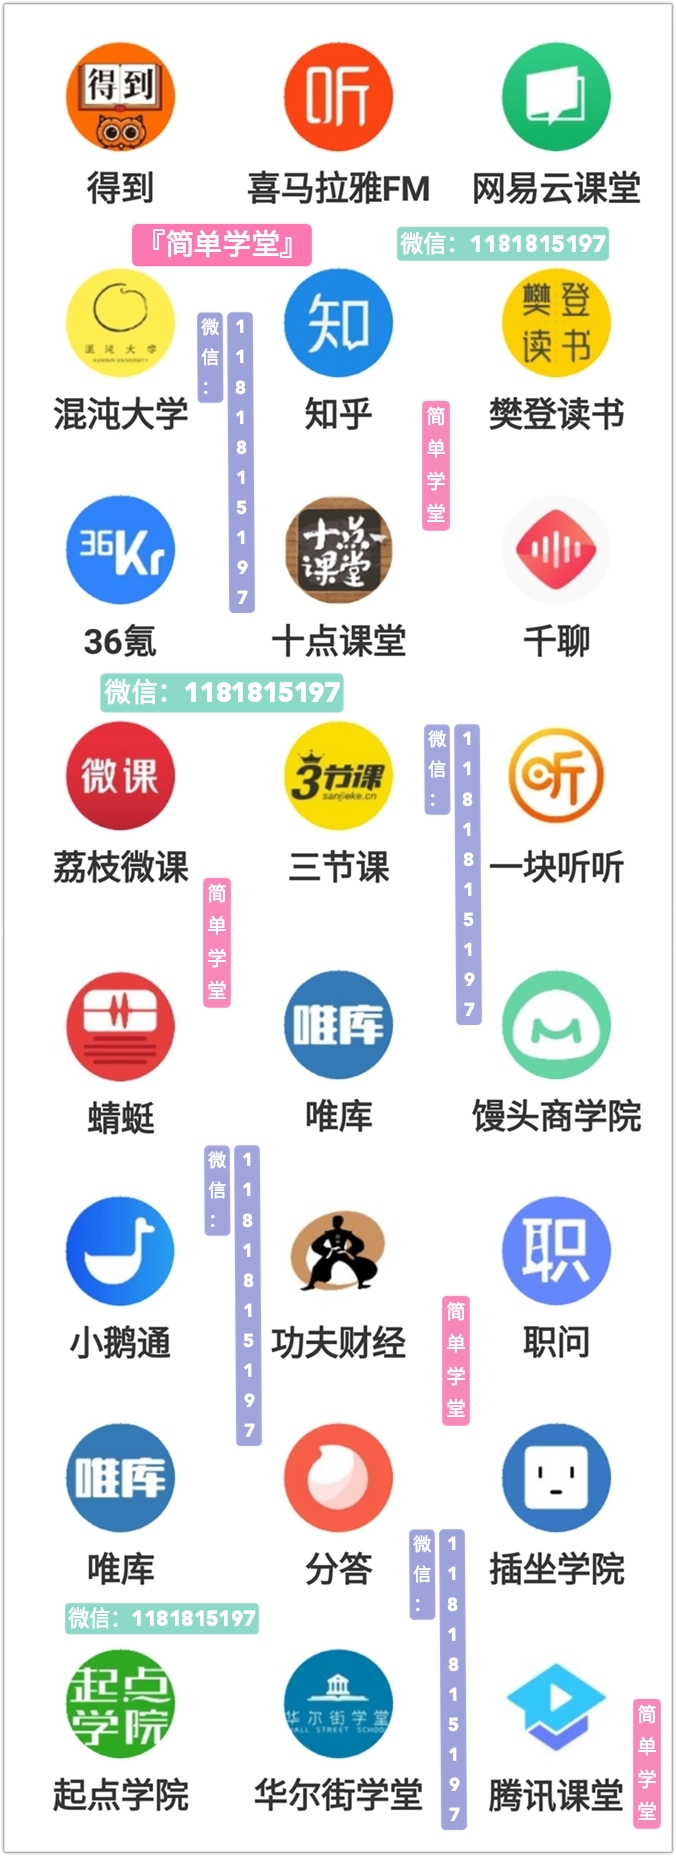 得到
听
得到
喜马拉雅FM
网易云课堂
『简单学堂』
微信：1181815197
混沌大学
HUNDUN UNIVERSITY
知
樊登
读书
微信：
1181815197
混沌大学
知乎
樊登读书
简单学堂
36Kr
十点
课堂
36氪
十点课堂
千聊
微信：1181815197
微课
3节课
sanjieke.cn
听
微信：
1181815197
荔枝微课
三节课
一块听听
简单学堂
唯库
蜻蜓
唯库
馒头商学院
微信：
1181815197
职
小鹅通
功夫财经
职问
简单学堂
唯库
唯库
分答
插坐学院
微信：
1181815197
微信：1181815197
起点
学院
华尔街学堂
WALL STREET SCHOOL
起点学院
华尔街学堂
腾讯课堂
简单学堂